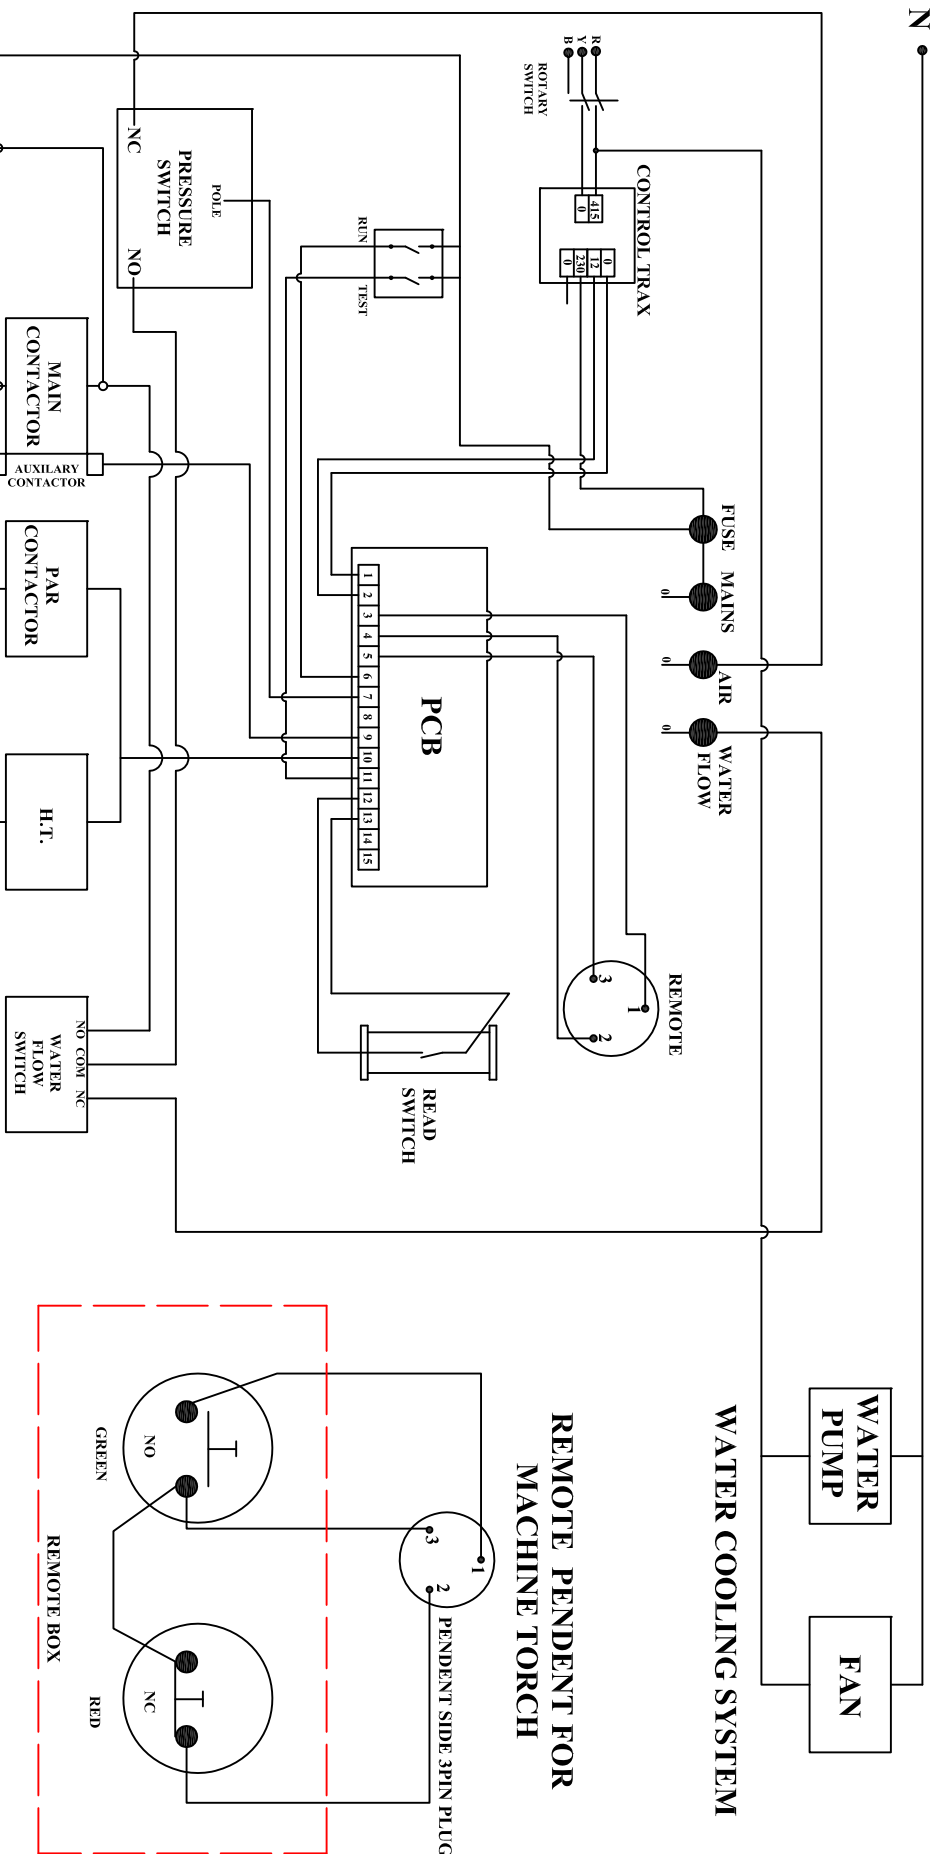 N
R
Y
B
ROTARY
SWITCH
CONTROL TRAX
415
0
0
12
230
0
NC
PRESSURE
SWITCH
POLE
NO
RUN
TEST
MAIN
CONTACTOR
AUXILARY
CONTACTOR
PAR
CONTACTOR
H.T.
NO COM NC
WATER
FLOW
SWITCH
FUSE
MAINS
0
AIR
0
WATER
FLOW
0
PCB
1
2
3
4
5
6
7
8
9
10
11
12
13
14
15
REMOTE
3
1
2
READ
SWITCH
WATER
PUMP
FAN
WATER COOLING SYSTEM
REMOTE PENDENT FOR
MACHINE TORCH
3
1
2
PENDENT SIDE 3PIN PLUG
NO
GREEN
NC
RED
REMOTE BOX